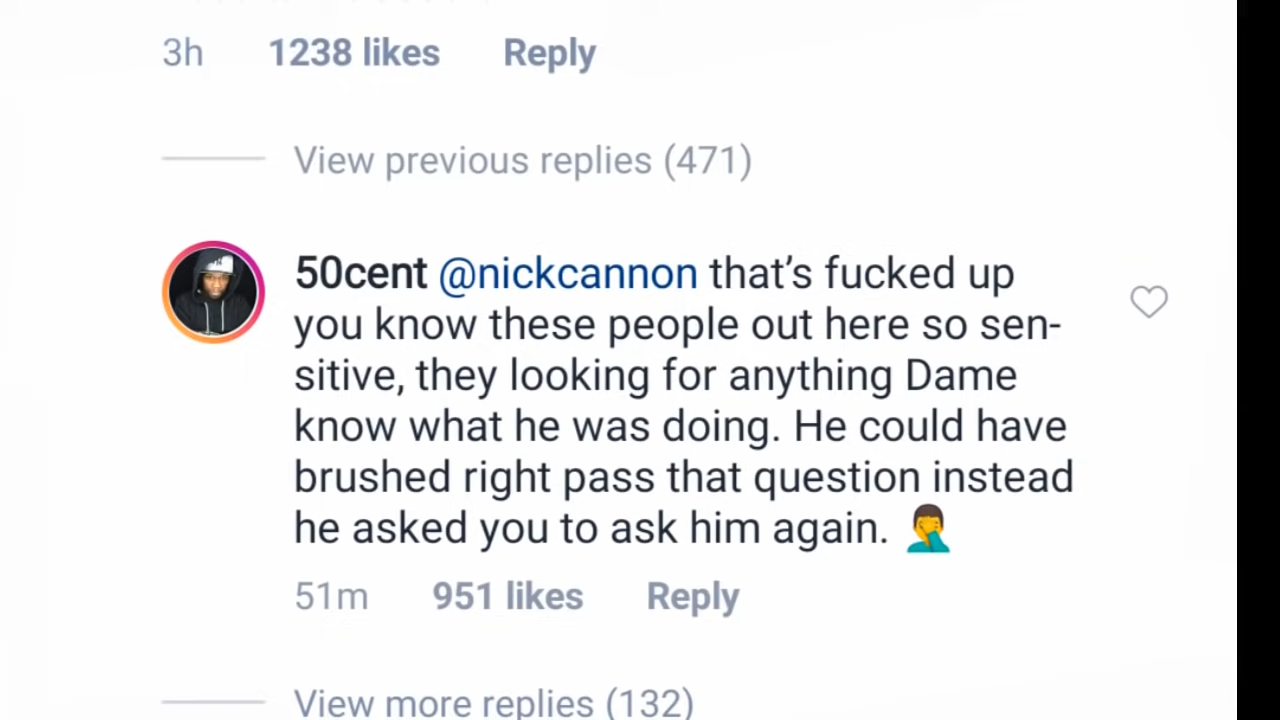 3h 1238 likes Reply
View previous replies (471)
50cent @nickcannon that’s fucked up
you know these people out here so sen-
sitive, they looking for anything Dame
know what he was doing. He could have
brushed right pass that question instead
he asked you to ask him again. 🤦‍♂️
51m 951 likes Reply
View more replies (132)